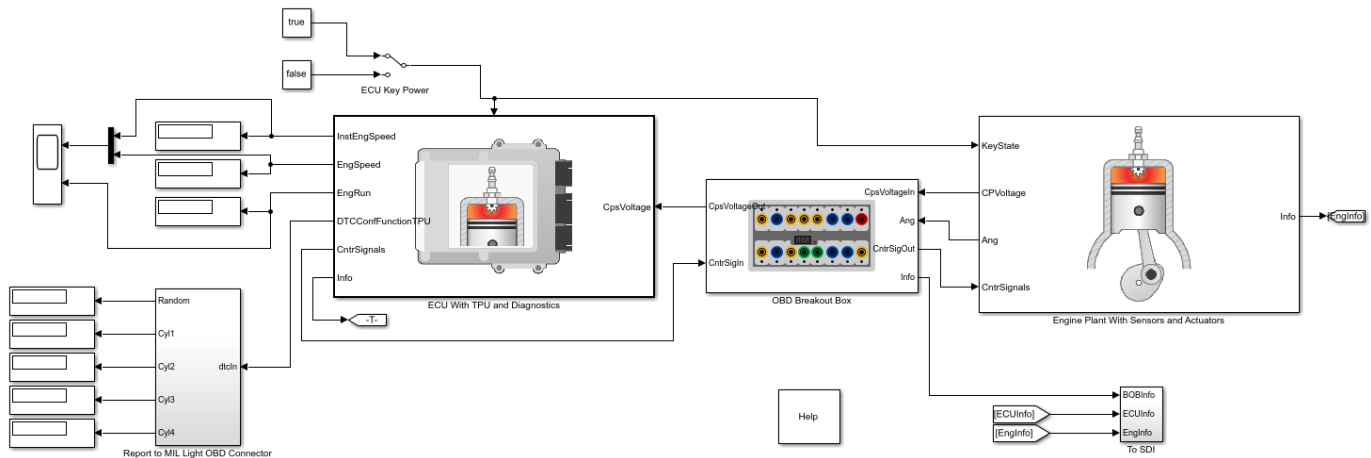 true
false
ECU Key Power
InstEngSpeed
EngSpeed
EngRun
DTCConfFunctionTPU
CntrSignals
Info
CpsVoltage
ECU With TPU and Diagnostics
-T-
CpsVoltageIn
CpsVoltageOut
Ang
CntrSigOut
CntrSigIn
Info
OBD Breakout Box
KeyState
CPVoltage
Ang
CntrSignals
Info
Engine Plant With Sensors and Actuators
[EngInfo]
Random
Cyl1
Cyl2
Cyl3
Cyl4
dtcIn
Report to MIL Light OBD Connector
Help
[ECUInfo]
[EngInfo]
BOBInfo
ECUInfo
EngInfo
To SDI